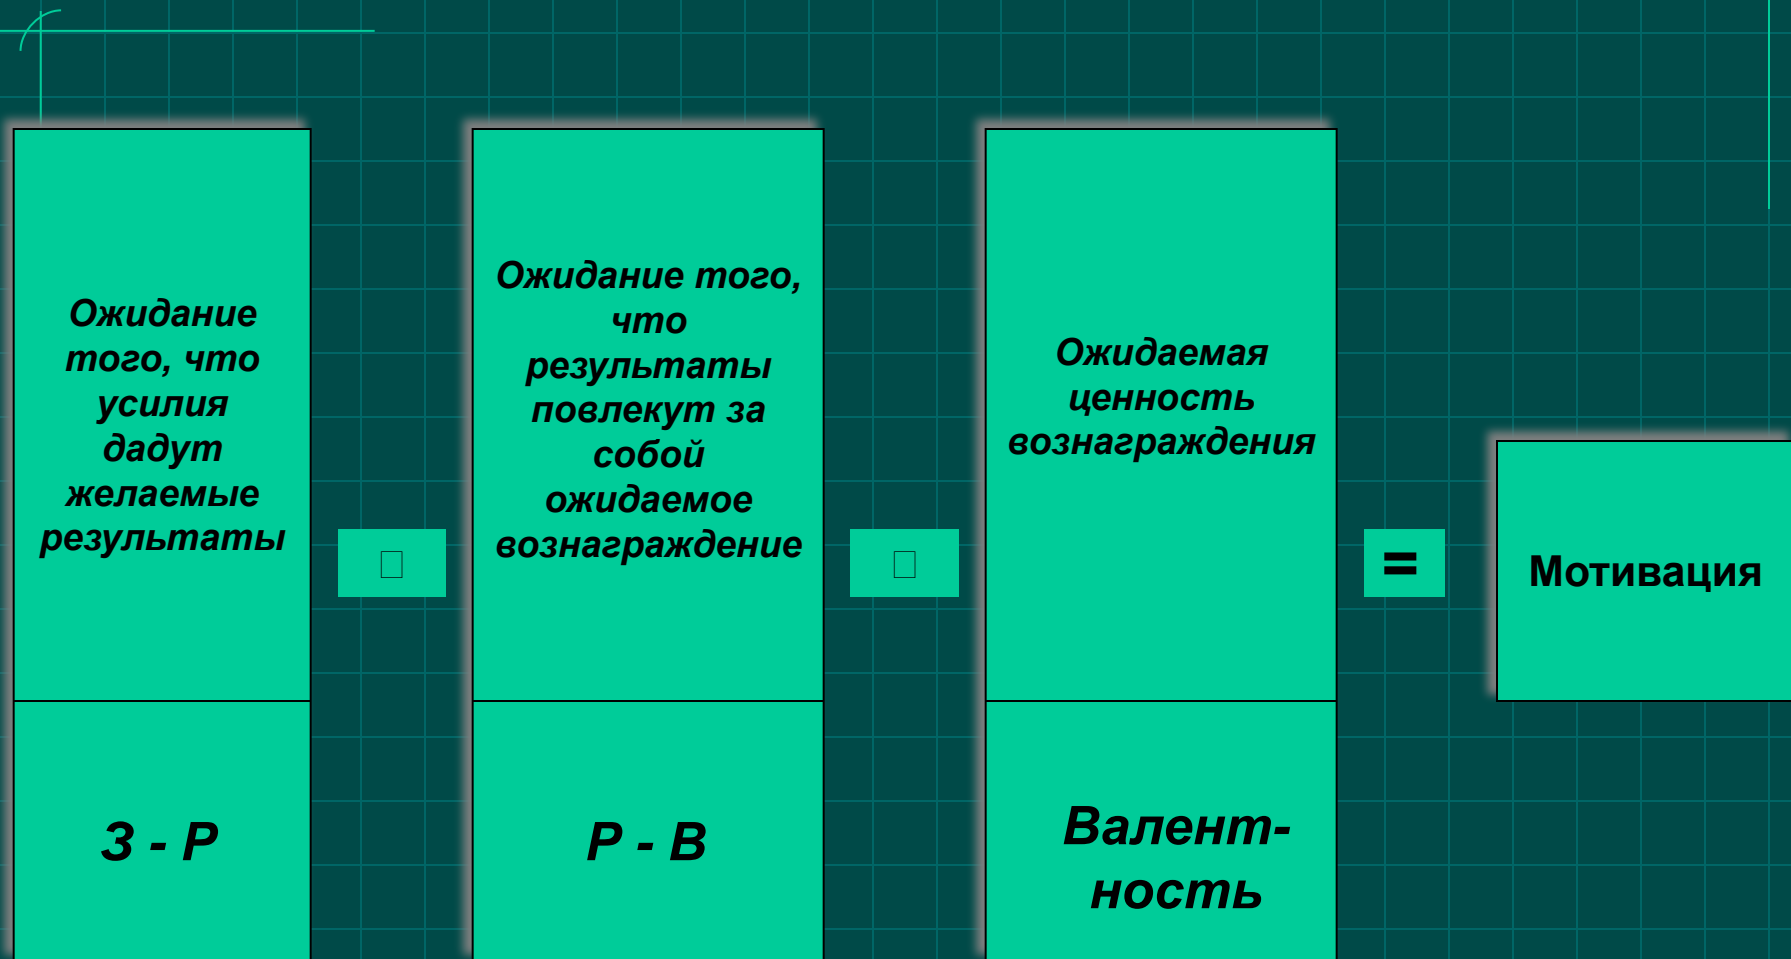 Ожидание
того, что
усилия
дадут
желаемые
результаты
Ожидание того,
что
результаты
повлекут за
собой
ожидаемое
вознаграждение
Ожидаемая
ценность
вознаграждения
=
Мотивация
З - Р
Р - В
Валент-
ность